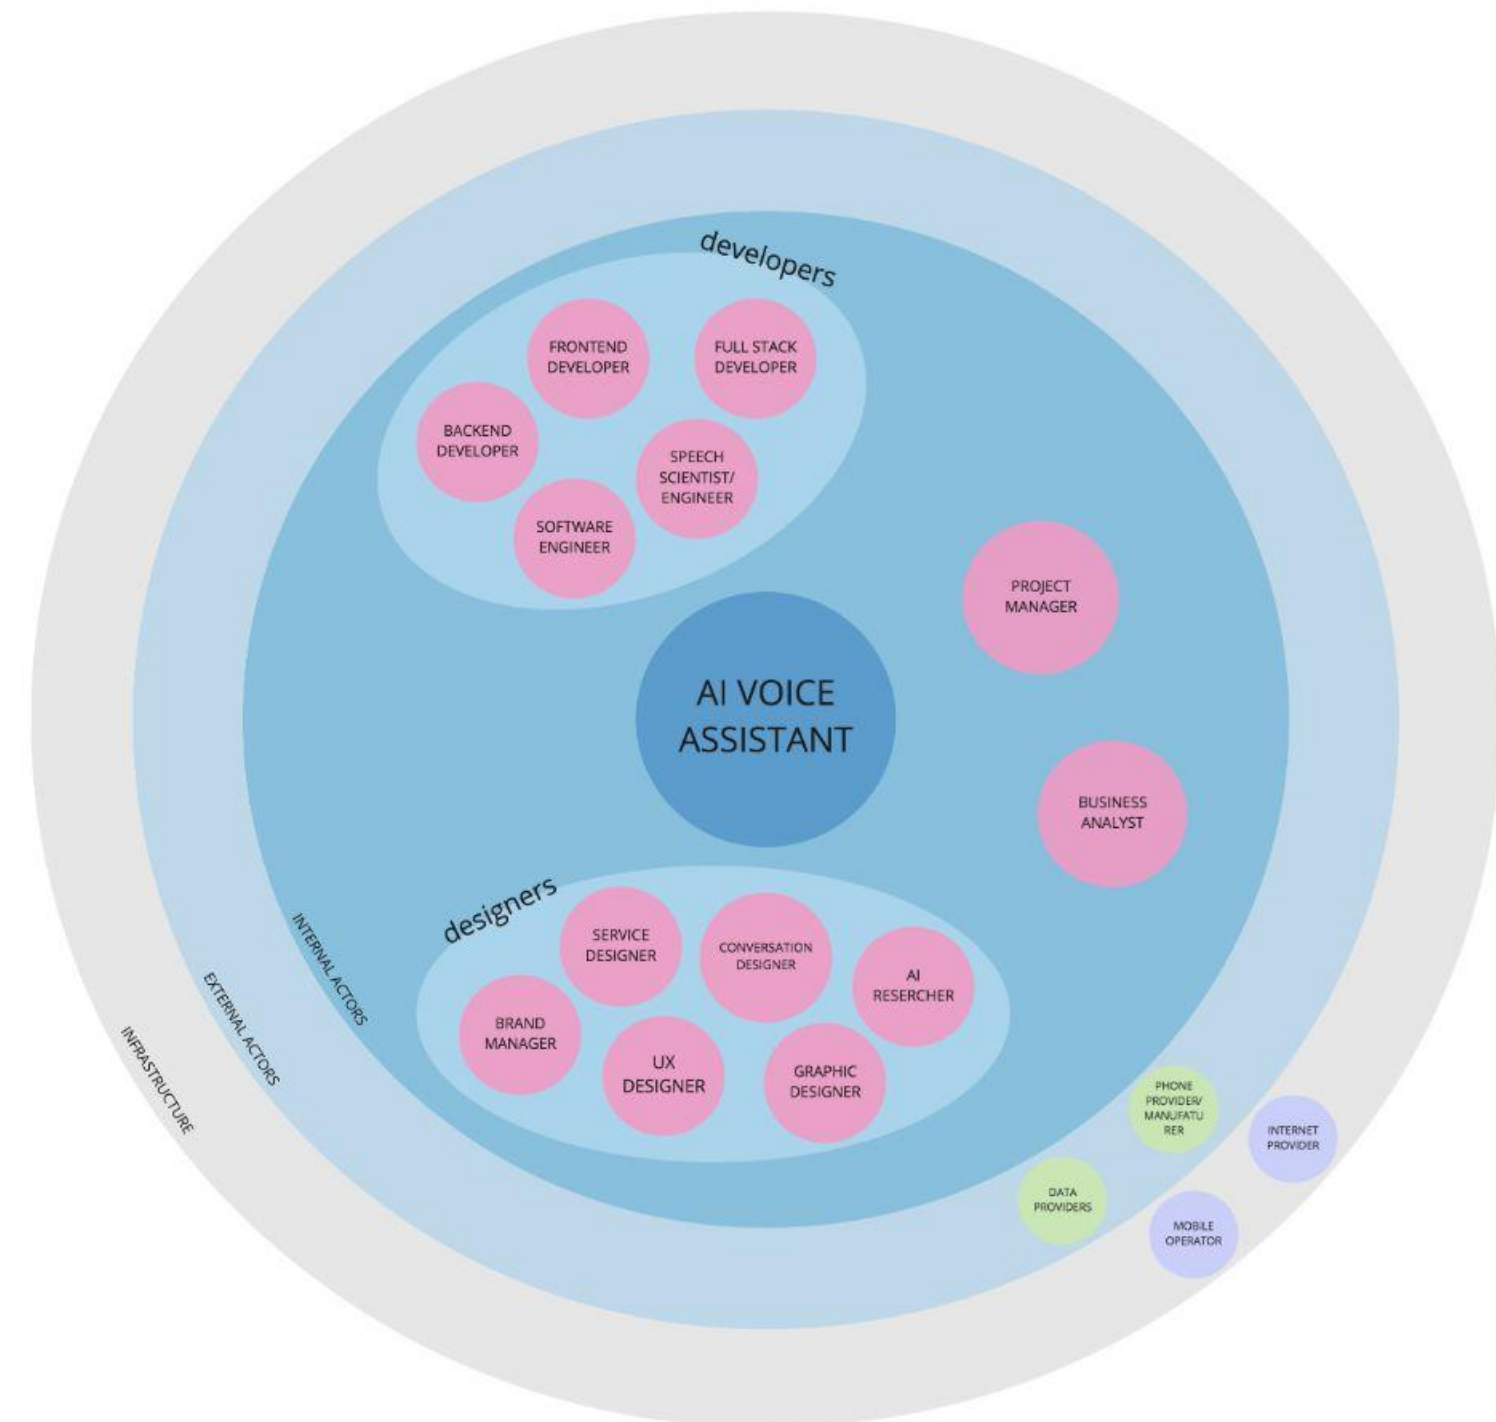 developers
FRONTEND
DEVELOPER
FULL STACK
DEVELOPER
BACKEND
DEVELOPER
SPEECH
SCIENTIST/
ENGINEER
SOFTWARE
ENGINEER
PROJECT
MANAGER
AI VOICE
ASSISTANT
BUSINESS
ANALYST
designers
SERVICE
DESIGNER
CONVERSATION
DESIGNER
AI
RESERCHER
BRAND
MANAGER
UX
DESIGNER
GRAPHIC
DESIGNER
INTERNAL ACTORS
EXTERNAL ACTORS
INFRASTRUCTURE
PHONE
PROVIDER/
MANUFATU
RER
INTERNET
PROVIDER
DATA
PROVIDERS
MOBILE
OPERATOR